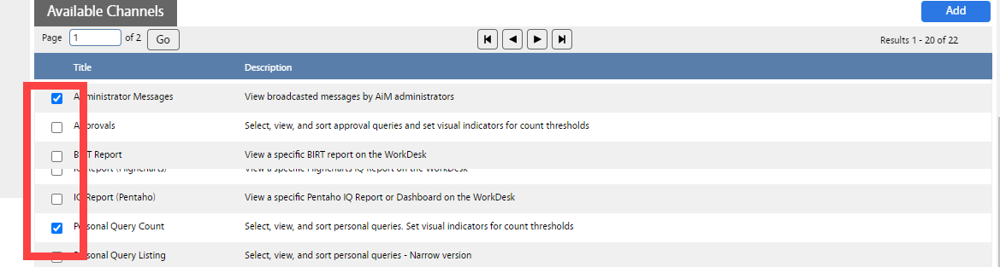 Available Channels
Add
Page 1 of 2 Go
Results 1 - 20 of 22
Title Description
Administrator Messages View broadcasted messages by AiM administrators
Approvals Select, view, and sort approval queries and set visual indicators for count thresholds
BIRT Report View a specific BIRT report on the WorkDesk
IQ Report (Highcharts) View a specific Highcharts IQ Report on the WorkDesk
IQ Report (Pentaho) View a specific Pentaho IQ Report or Dashboard on the WorkDesk
Personal Query Count Select, view, and sort personal queries. Set visual indicators for count thresholds
Personal Query Listing Select, view, and sort personal queries - Narrow version